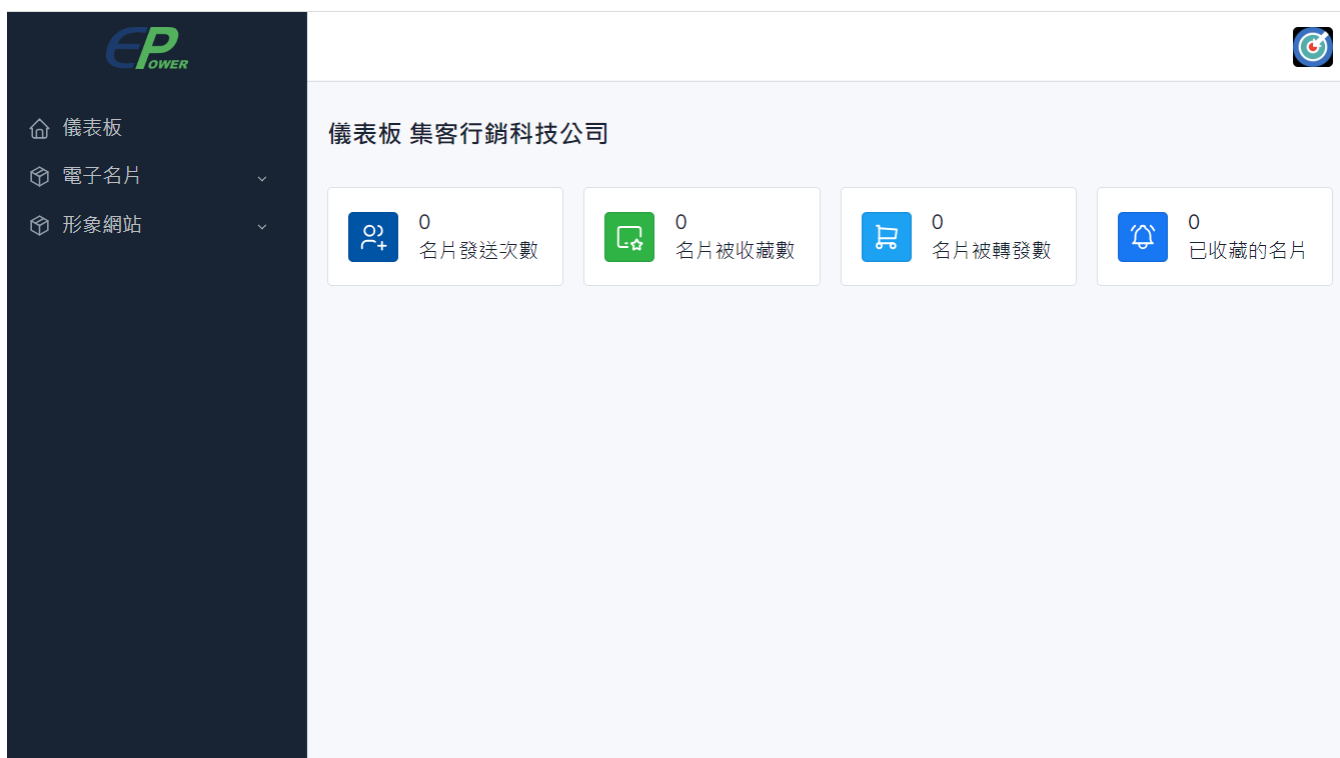 EPOWER
儀表板
電子名片
形象網站
儀表板 集客行銷科技公司
0
名片發送次數
0
名片被收藏數
0
名片被轉發數
0
已收藏的名片